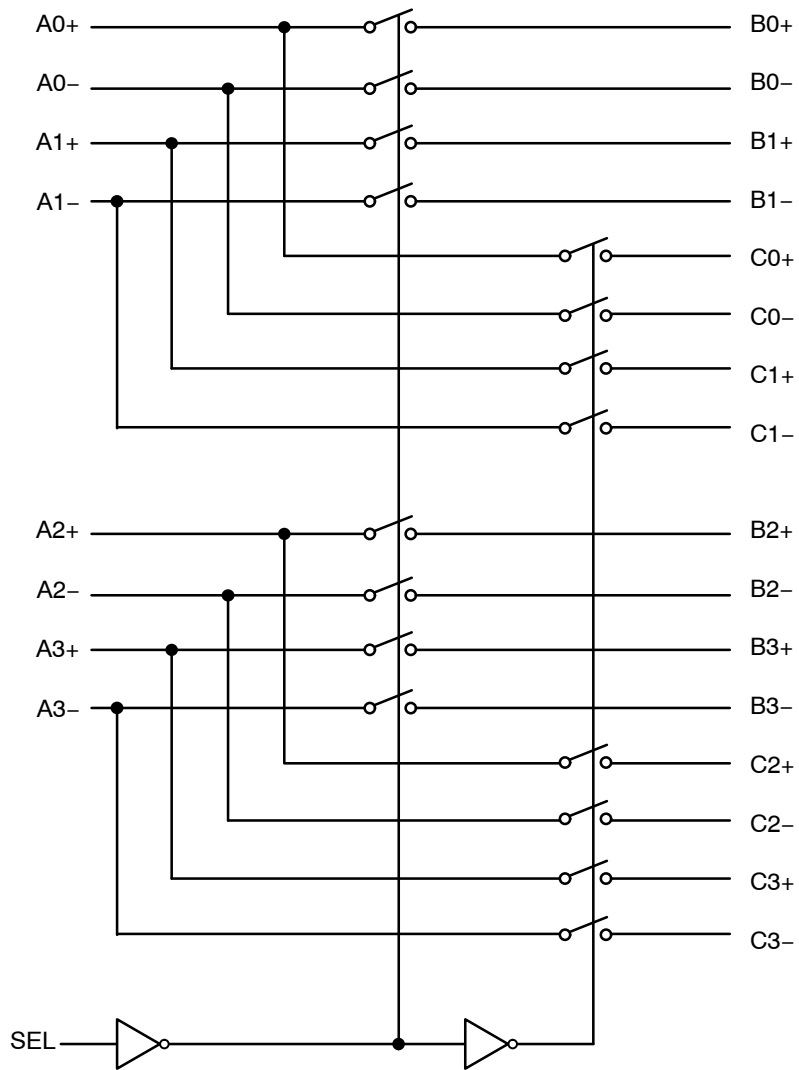 A0+ B0+
A0− B0−
A1+ B1+
A1− B1−
C0+
C0−
C1+
C1−
A2+ B2+
A2− B2−
A3+ B3+
A3− B3−
C2+
C2−
C3+
C3−
SEL